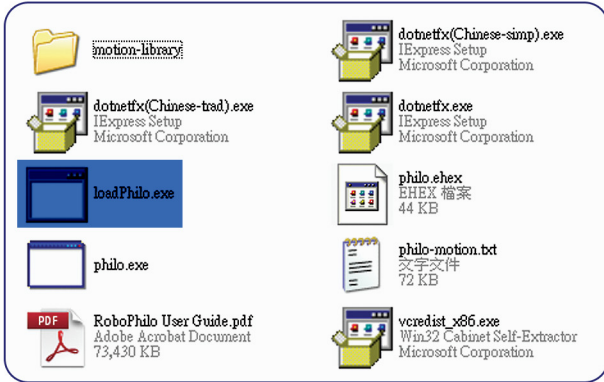 motion-library
dotnetfx(Chinese-simp).exe
IExpress Setup
Microsoft Corporation
dotnetfx(Chinese-trad).exe
IExpress Setup
Microsoft Corporation
dotnetfx.exe
IExpress Setup
Microsoft Corporation
loadPhilo.exe
philo.ehex
EHEX 檔案
44 KB
philo.exe
philo-motion.txt
文字文件
72 KB
PDF
RoboPhilo User Guide.pdf
Adobe Acrobat Document
73,430 KB
vcredist_x86.exe
Win32 Cabinet Self-Extractor
Microsoft Corporation